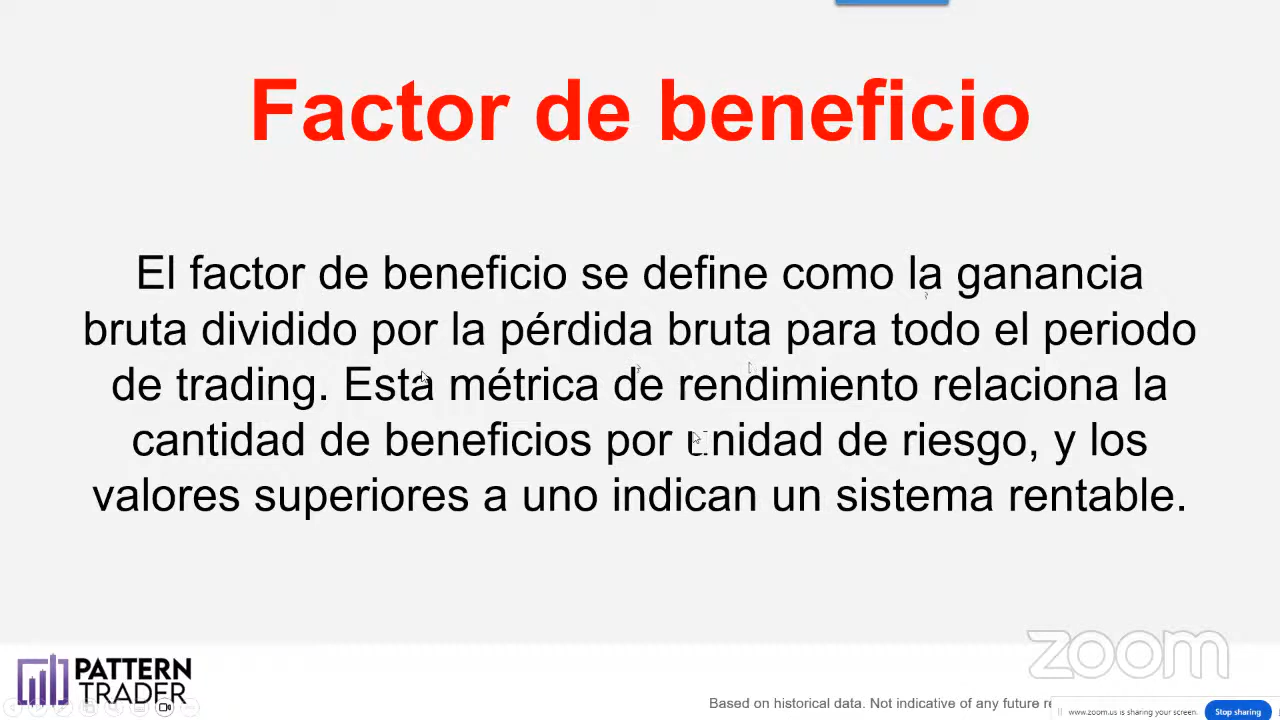 Factor de beneficio
El factor de beneficio se define como la ganancia
bruta dividido por la pérdida bruta para todo el periodo
de trading. Esta métrica de rendimiento relaciona la
cantidad de beneficios por unidad de riesgo, y los
valores superiores a uno indican un sistema rentable.
zoom
PATTERN
TRADER
Based on historical data. Not indicative of any future re
www.zoom.us is sharing your screen.
Stop sharing